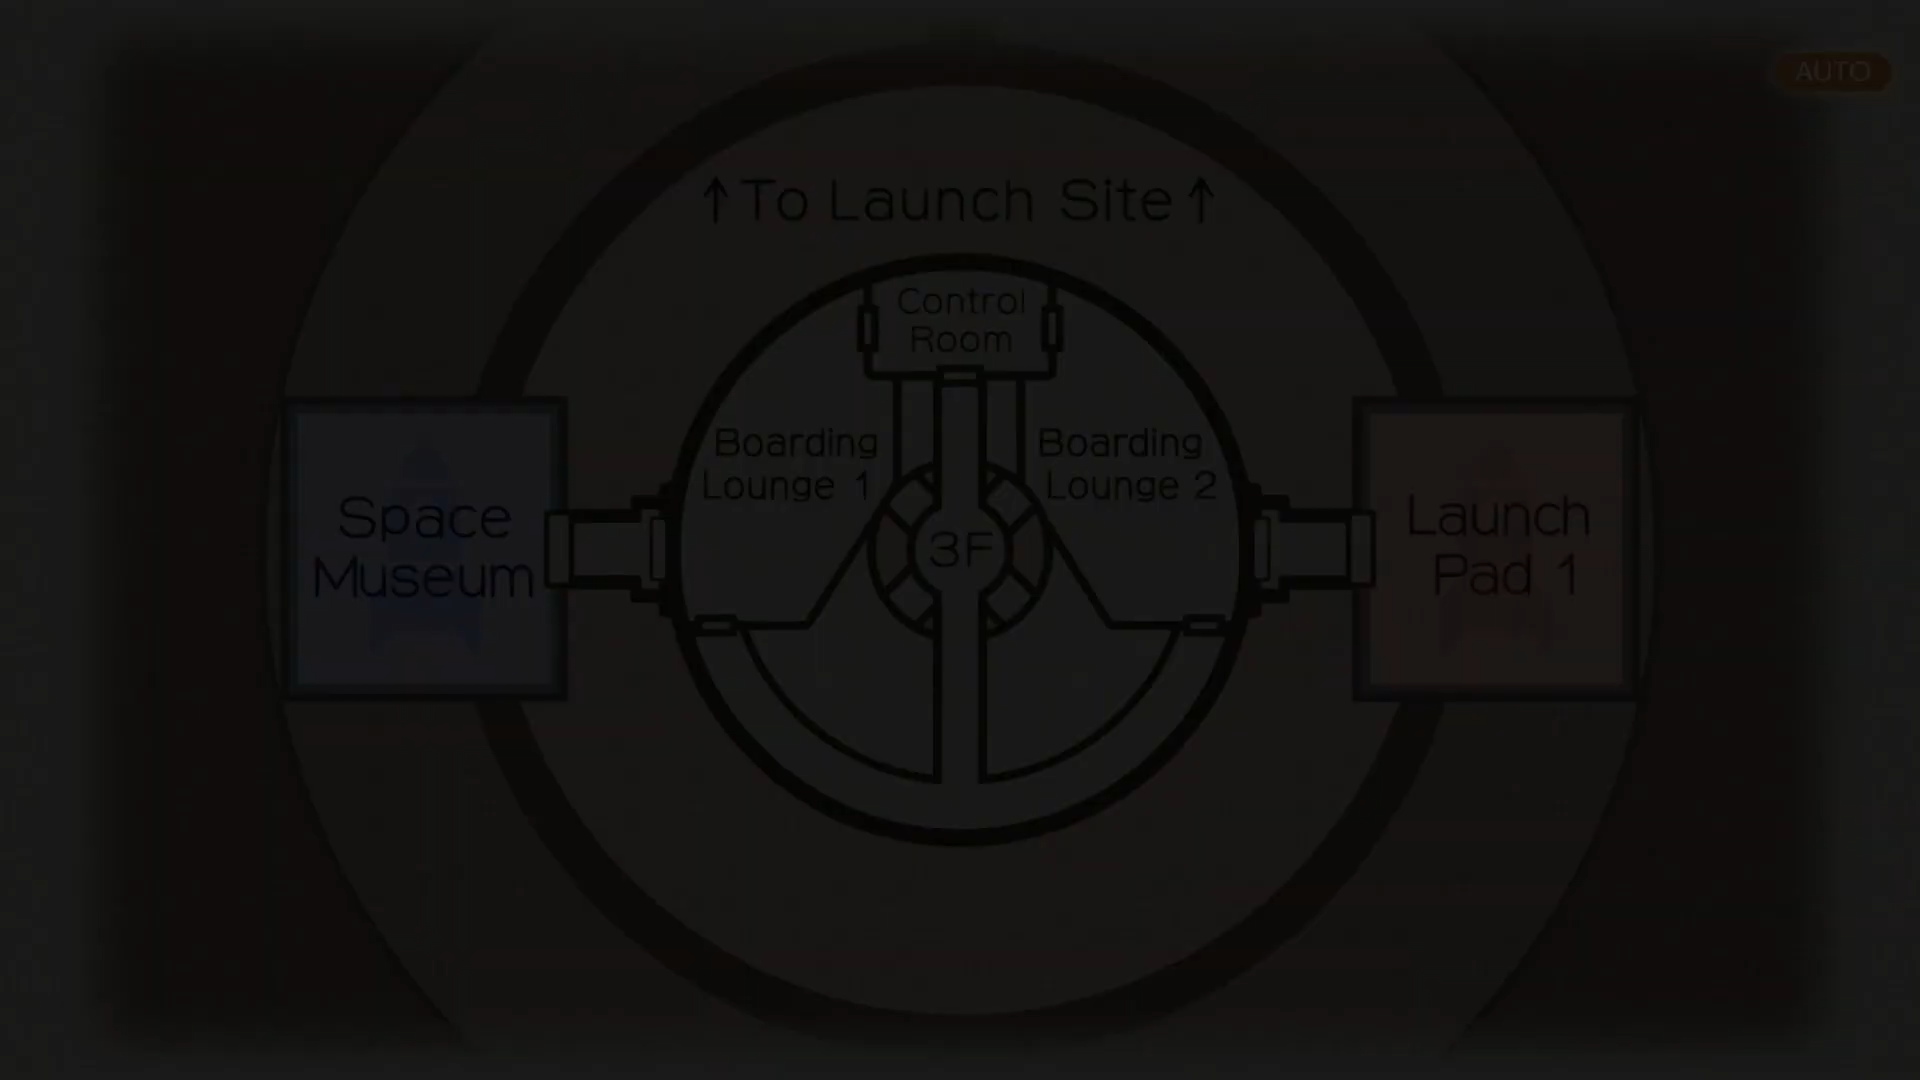 AUTO
↑To Launch Site↑
Control
Room
Boarding
Lounge 1
Boarding
Lounge 2
3F
Space
Museum
Launch
Pad 1